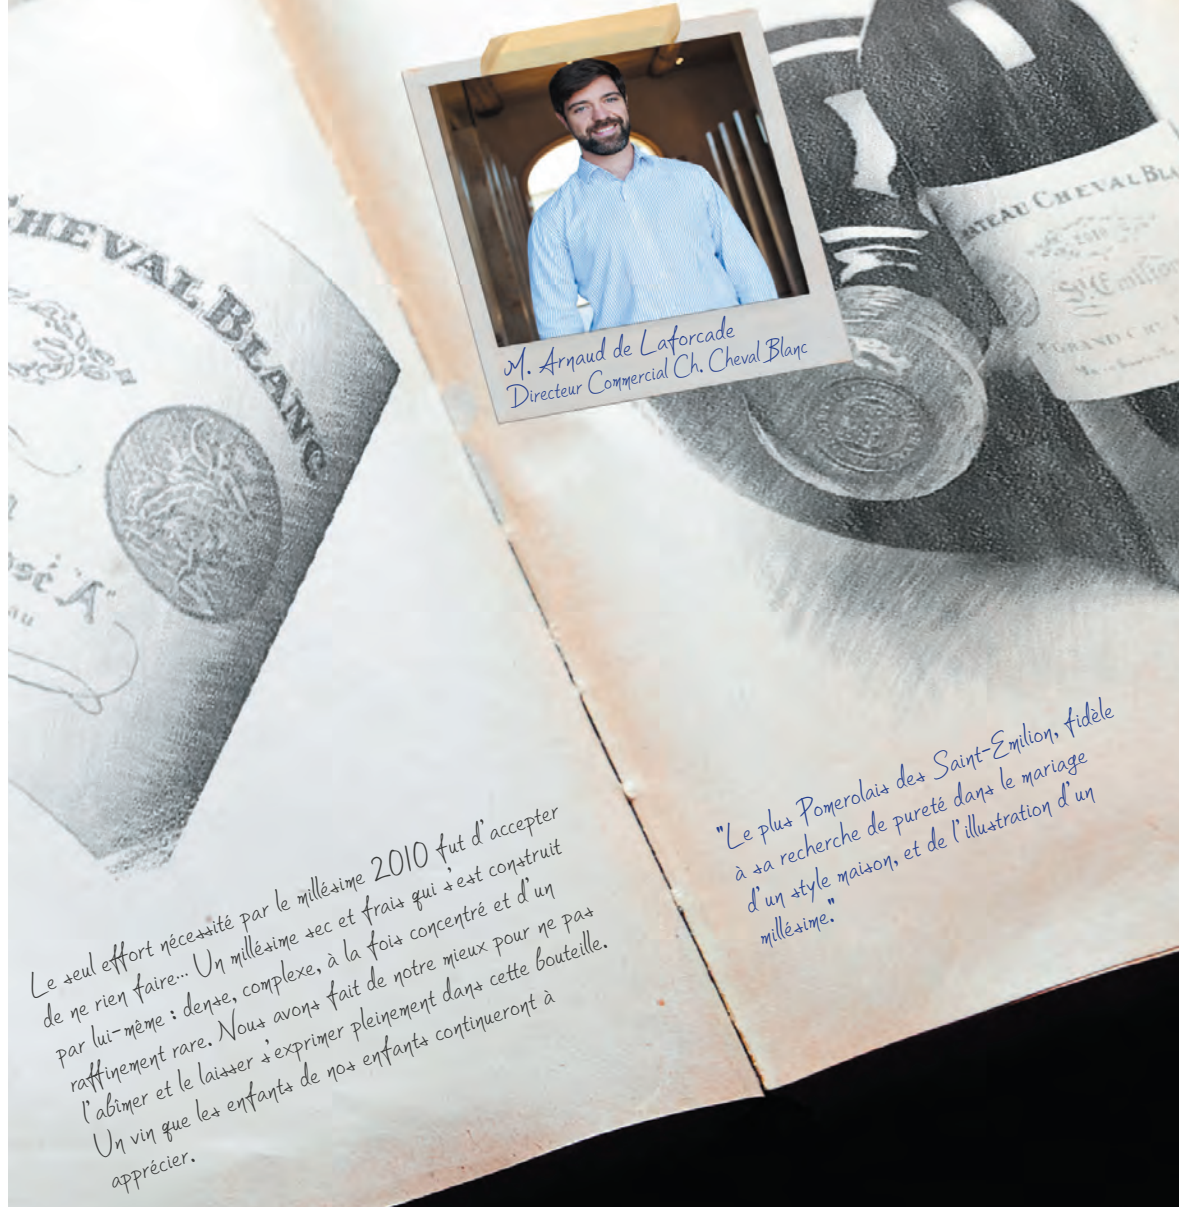 CHEVAL BLANC
"A"
M. Arnaud de Laforcade
Directeur Commercial Ch. Cheval Blanc
CHEVAL
2010
St Emilion
Le seul effort nécessité par le millésime 2010 fut d'accepter
de ne rien faire... Un millésime sec et frais qui s'est construit
par lui-même : dense, complexe, à la fois concentré et d'un
raffinement rare. Nous avons fait de notre mieux pour ne pas
l'abîmer et le laisser s'exprimer pleinement dans cette bouteille.
Un vin que les enfants de nos enfants continueront à
apprécier.
"Le plus Pomerolais des Saint-Emilion, fidèle
à sa recherche de pureté dans le mariage
d'un style maison, et de l'illustration d'un
millésime."